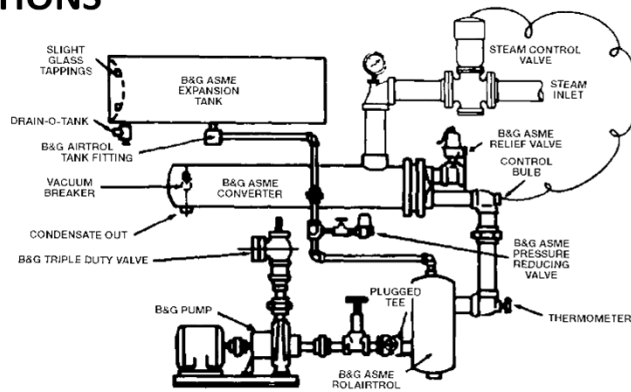 TIONS
SLIGHT
GLASS
TAPPINGS
B&G ASME
EXPANSION
TANK
STEAM CONTROL
VALVE
STEAM
INLET
DRAIN-O-TANK
B&G AIRTROL
TANK FITTING
B&G ASME
RELIEF VALVE
CONTROL
BULB
VACUUM
BREAKER
B&G ASME
CONVERTER
CONDENSATE OUT
B&G TRIPLE DUTY VALVE
B&G ASME
PRESSURE
REDUCING
VALVE
PLUGGED
TEE
B&G PUMP
THERMOMETER
B&G ASME
ROLAIRTROL